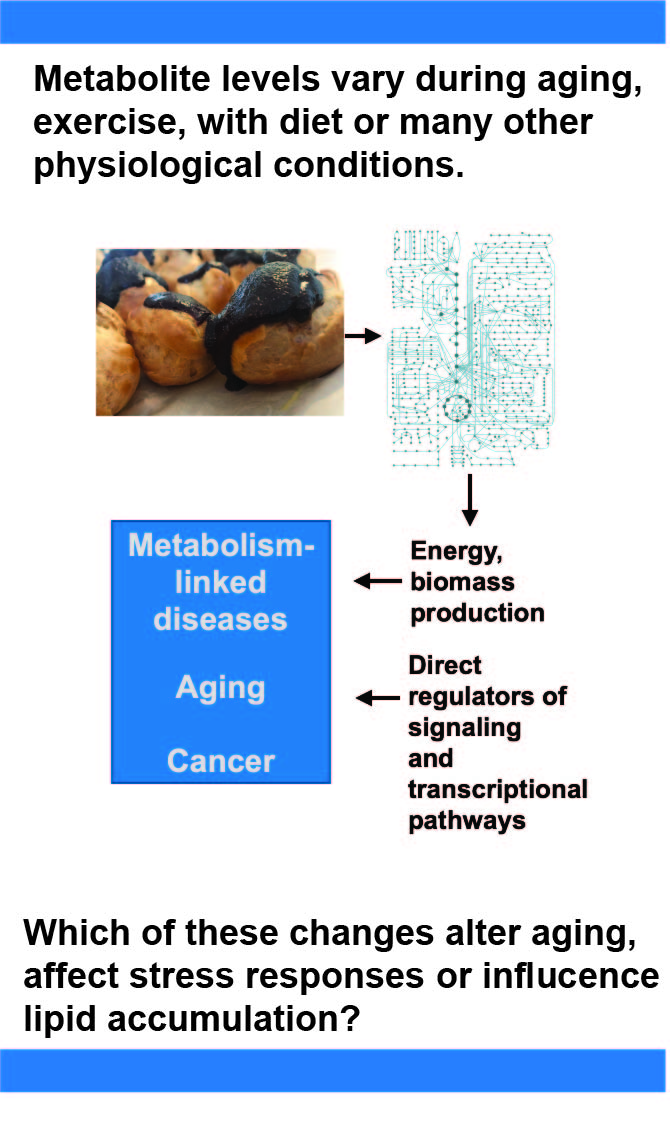 Metabolite levels vary during aging,
exercise, with diet or many other
physiological conditions.
Energy,
biomass
production
Metabolism-
linked
diseases
Aging
Cancer
Direct
regulators of
signaling
and
transcriptional
pathways
Which of these changes alter aging,
affect stress responses or influcence
lipid accumulation?